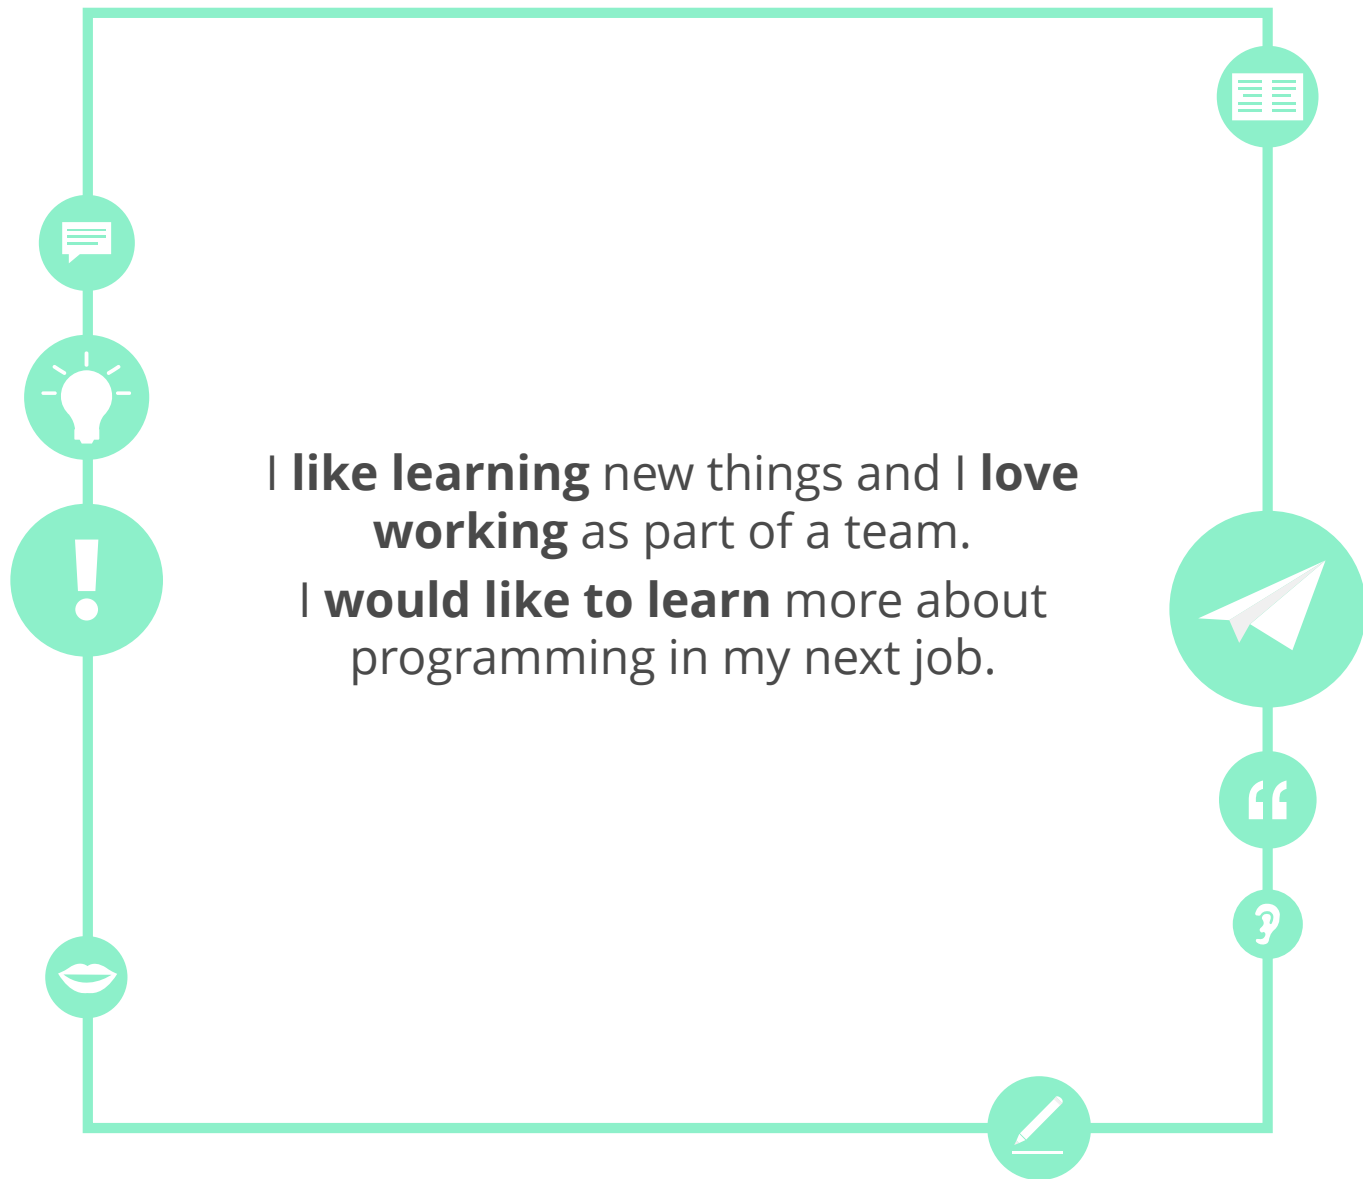 I like learning new things and I love
working as part of a team.
I would like to learn more about
programming in my next job.